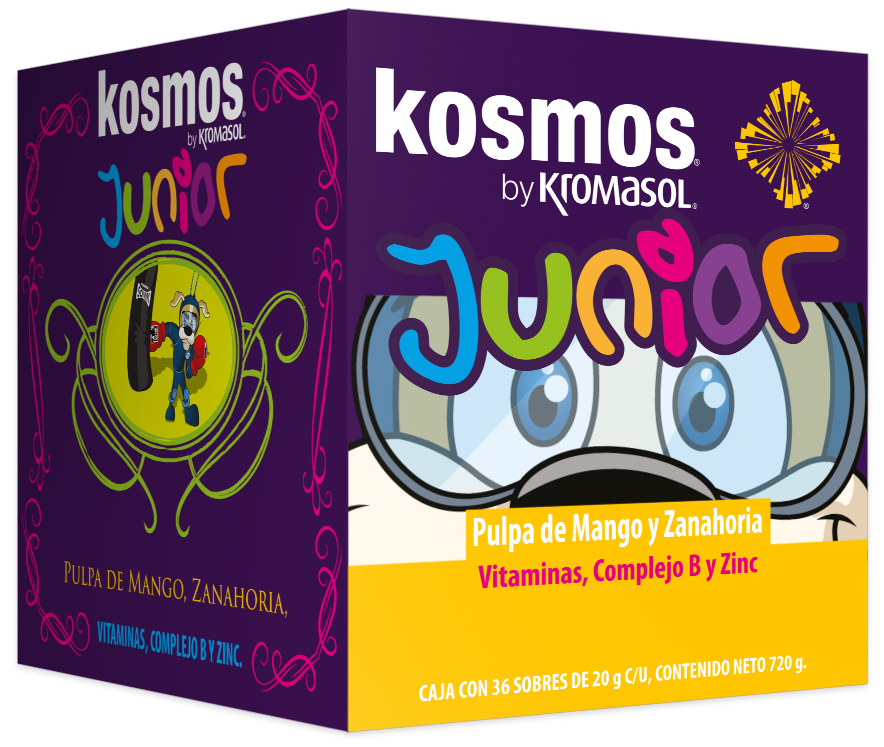 kosmos®
by KROMASOL®
Junior
PULPA DE MANGO, ZANAHORIA,
VITAMINAS, COMPLEJO B Y ZINC.
kosmos®
by KROMASOL®
Junior
Pulpa de Mango y Zanahoria
Vitaminas, Complejo B y Zinc
CAJA CON 36 SOBRES DE 20 g C/U, CONTENIDO NETO 720 g.